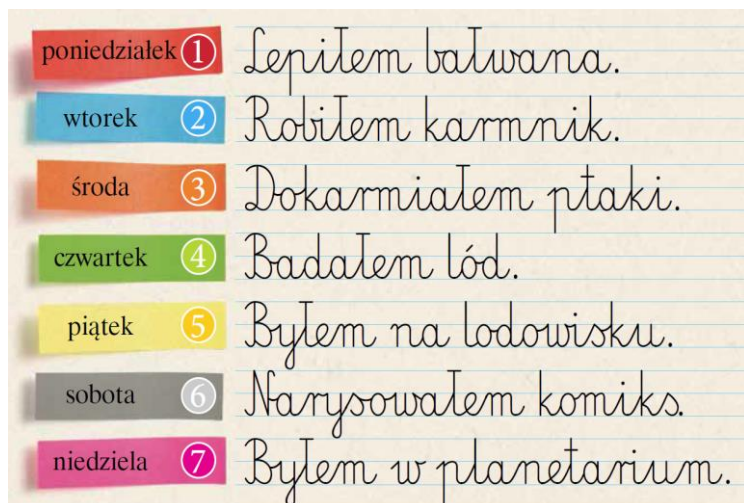 poniedziałek 1 Lepiłem bałwana.
wtorek 2 Robiłem karmnik.
środa 3 Dokarmiałem ptaki.
czwartek 4 Badałem lód.
piątek 5 Byłem na lodowisku.
sobota 6 Narysowałem komiks.
niedziela 7 Byłem w planetarium.